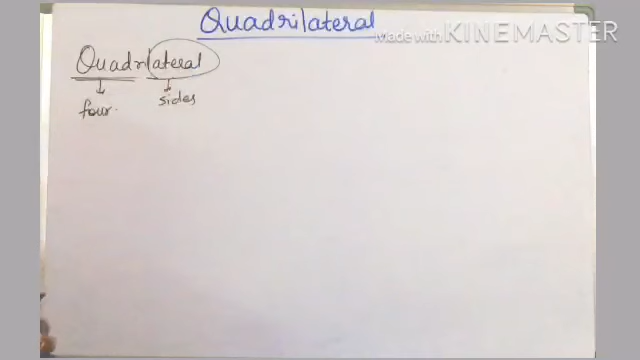 Quadrilateral
Made with KINEMASTER
Quadrilateral
four.
sides